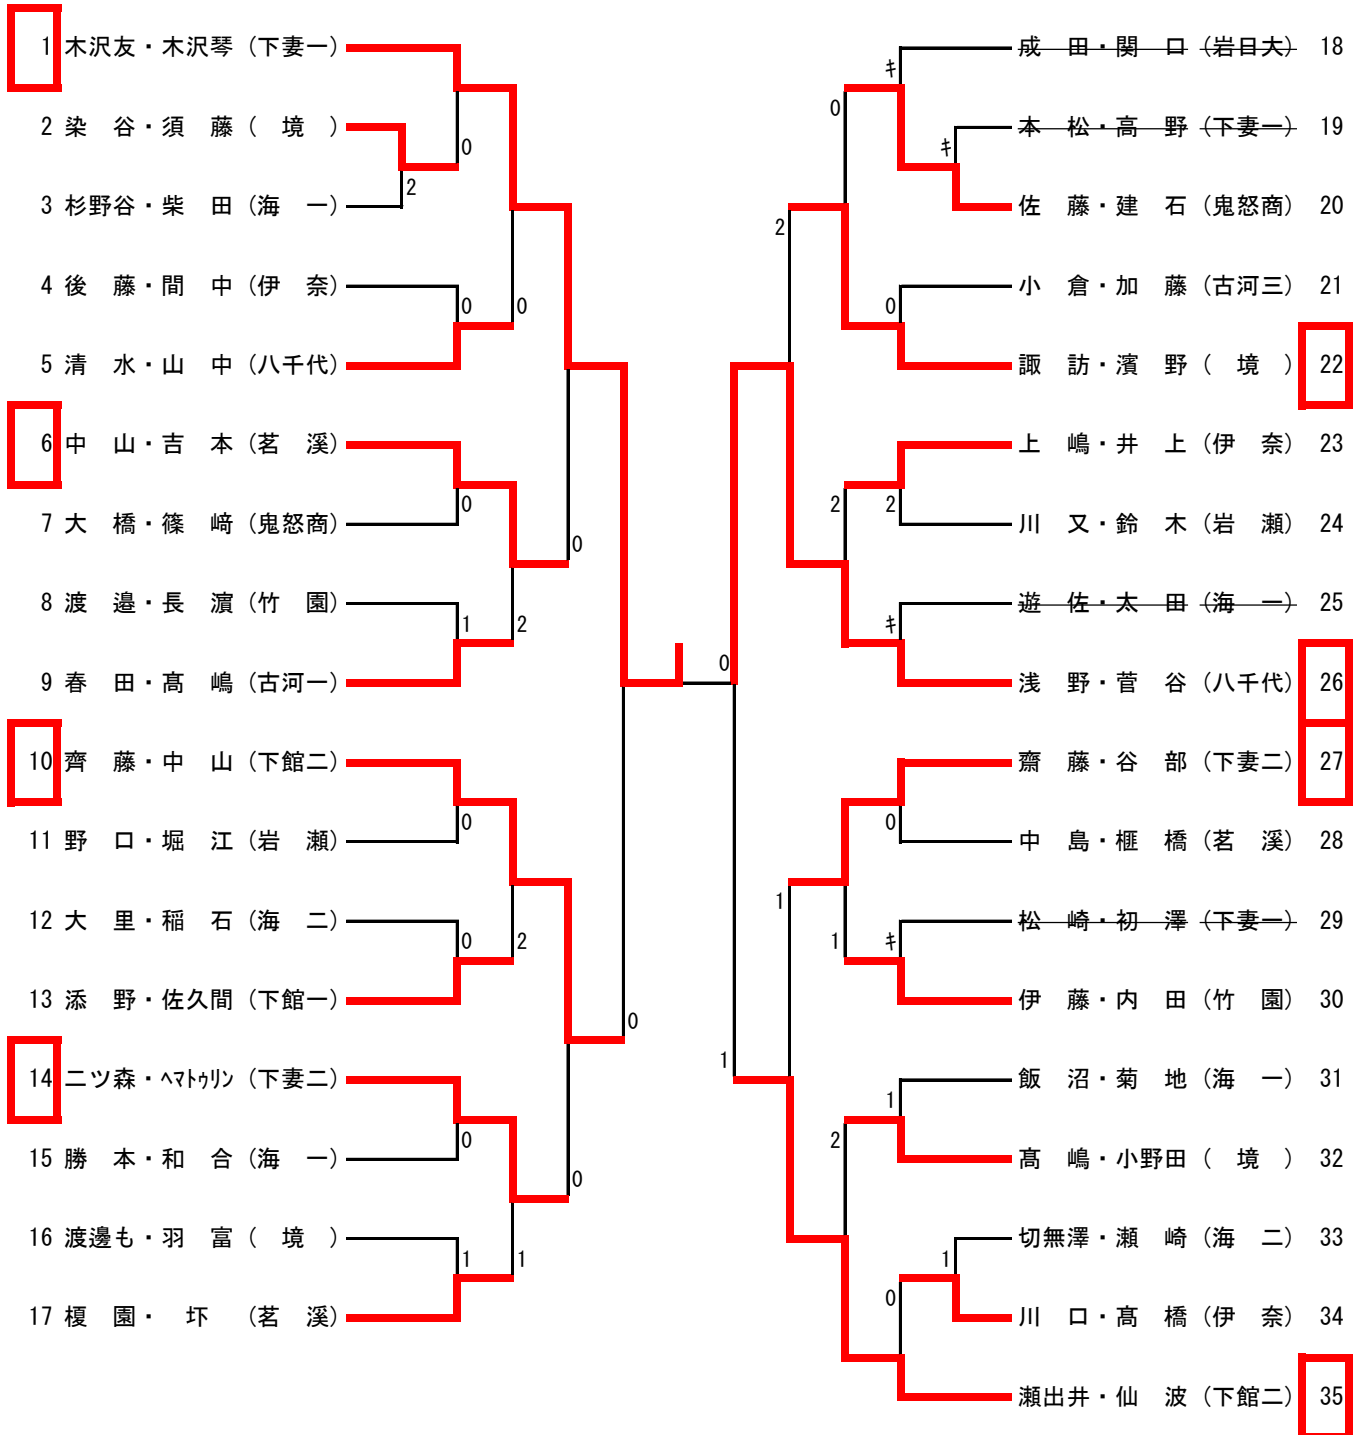 1 木沢友・木沢琴 (下妻一)
2 染　谷・須　藤 (　境　)
3 杉野谷・柴　田 (海　一)
4 後　藤・間　中 (伊　奈)
5 清　水・山　中 (八千代)
6 中　山・吉　本 (茗　溪)
7 大　橋・篠　﨑 (鬼怒商)
8 渡　邉・長　濵 (竹　園)
9 春　田・髙　嶋 (古河一)
10 齊　藤・中　山 (下館二)
11 野　口・堀　江 (岩　瀬)
12 大　里・稲　石 (海　二)
13 添　野・佐久間 (下館一)
14 二ツ森・ヘマトゥリン (下妻二)
15 勝　本・和　合 (海　一)
16 渡邊も・羽　富 (　境　)
17 榎　園・　圷　 (茗　溪)
0
2
0
0
0
0
1
2
0
0
2
0
0
1
1
0
0
0
1
キ
0
キ
2
0
2
2
キ
0
1
1
キ
1
2
1
0
成　田・関　口 (岩日大) 18
本　松・高　野 (下妻一) 19
佐　藤・建　石 (鬼怒商) 20
小　倉・加　藤 (古河三) 21
諏　訪・濱　野 (　境　) 22
上　嶋・井　上 (伊　奈) 23
川　又・鈴　木 (岩　瀬) 24
遊　佐・太　田 (海　一) 25
浅　野・菅　谷 (八千代) 26
齋　藤・谷　部 (下妻二) 27
中　島・榧　橋 (茗　溪) 28
松　崎・初　澤 (下妻一) 29
伊　藤・内　田 (竹　園) 30
飯　沼・菊　地 (海　一) 31
髙　嶋・小野田 (　境　) 32
切無澤・瀬　崎 (海　二) 33
川　口・髙　橋 (伊　奈) 34
瀬出井・仙　波 (下館二) 35